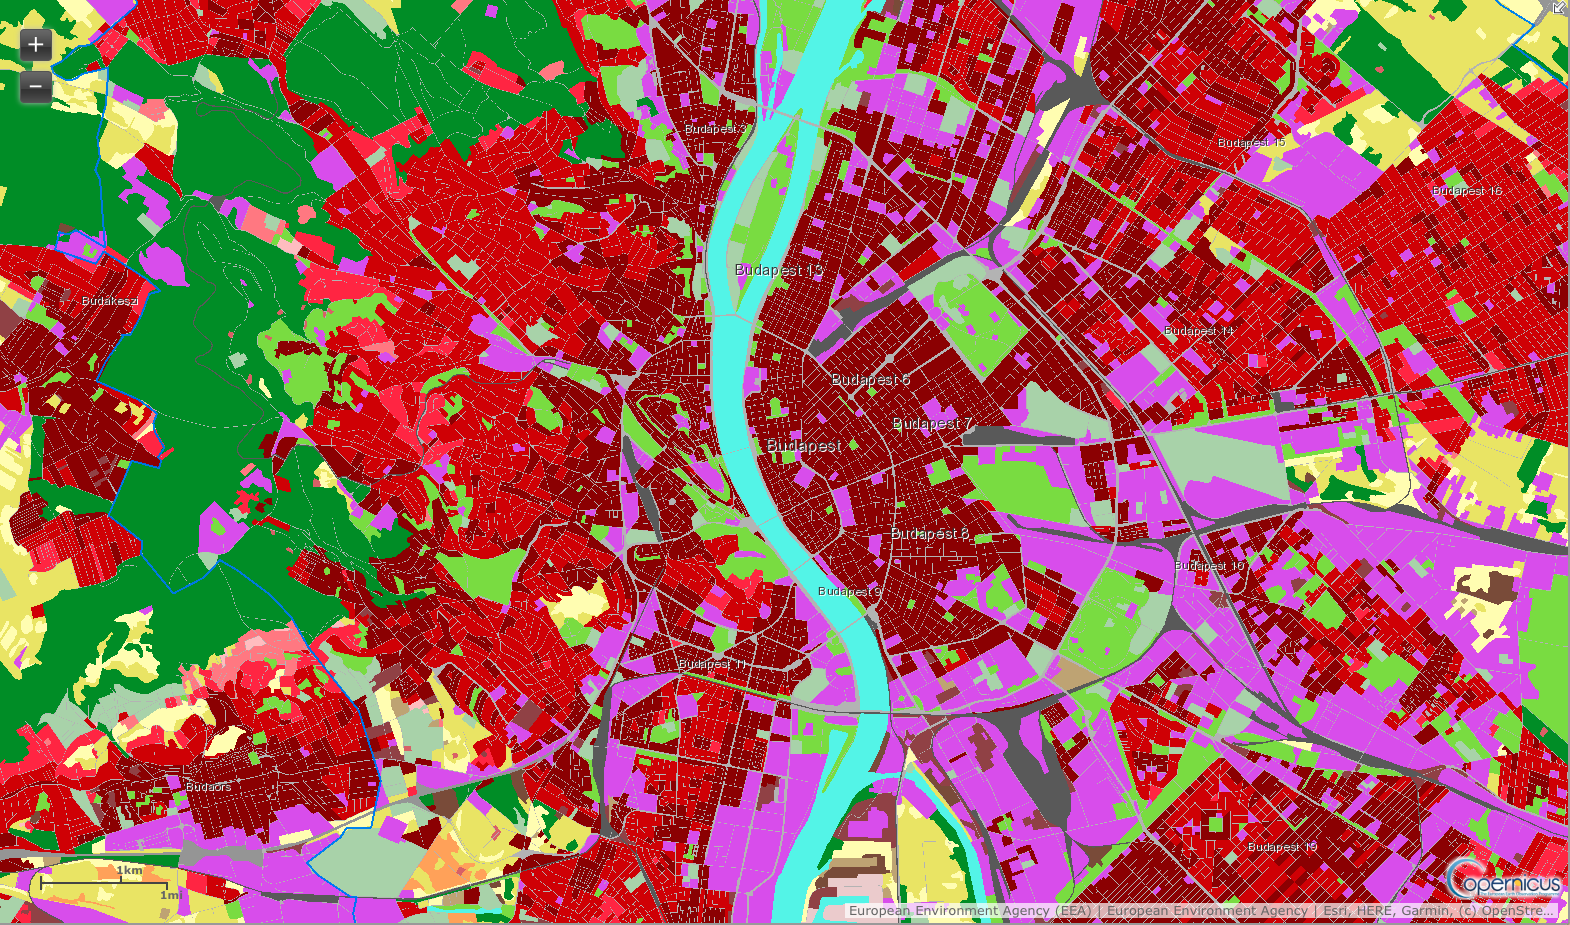 +
−
Budapest 3
Budapest 15
Budapest 16
Budapest 13
Budakeszi
Budapest 14
Budapest 6
Budapest 7
Budapest
Budapest 8
Budapest 10
Budapest 9
Budapest 11
Budaörs
Budapest 19
1km
1mi
Copernicus
European Environment Agency (EEA) | European Environment Agency | Esri, HERE, Garmin, (c) OpenStre...